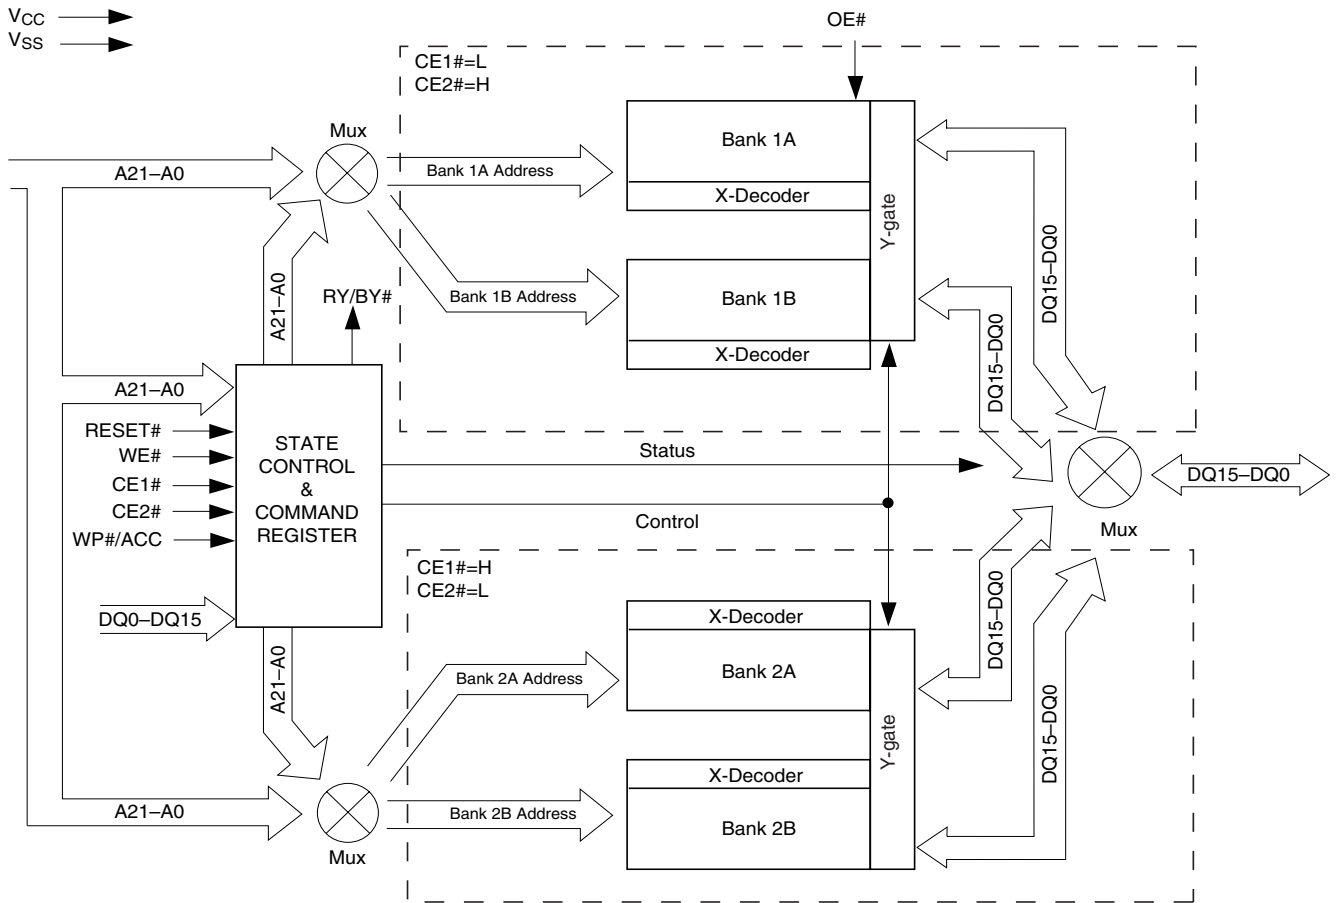 VCC
VSS
OE#
CE1#=L
CE2#=H
Mux
A21–A0
Bank 1A Address
Bank 1A
X-Decoder
Y-gate
A21–A0
RY/BY#
Bank 1B Address
Bank 1B
X-Decoder
DQ15–DQ0
DQ15–DQ0
A21–A0
RESET#
WE#
CE1#
CE2#
WP#/ACC
DQ0–DQ15
STATE
CONTROL
&
COMMAND
REGISTER
Status
Control
DQ15–DQ0
Mux
CE1#=H
CE2#=L
A21–A0
X-Decoder
Bank 2A Address
Bank 2A
Y-gate
DQ15–DQ0
DQ15–DQ0
X-Decoder
A21–A0
Bank 2B Address
Bank 2B
Mux